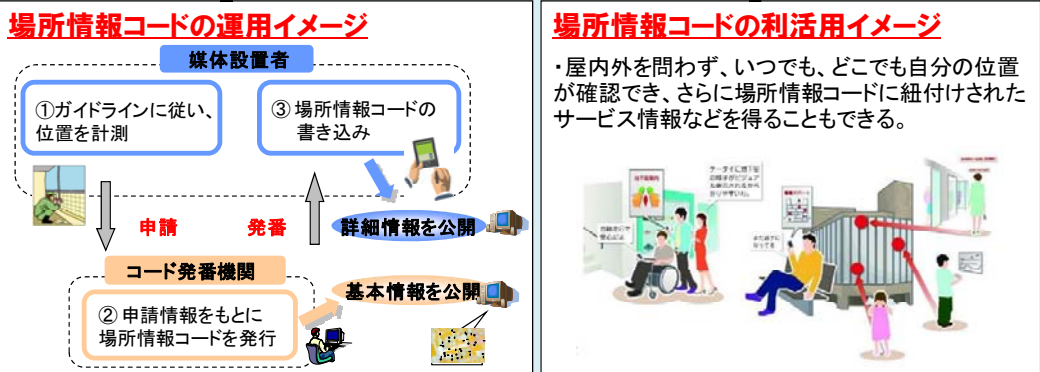 場所情報コードの運用イメージ
媒体設置者
①ガイドラインに従い、
位置を計測
③ 場所情報コードの
書き込み
申請
発番
詳細情報を公開
コード発番機関
② 申請情報をもとに
場所情報コードを発行
基本情報を公開
場所情報コードの利活用イメージ
・屋内外を問わず、いつでも、どこでも自分の位置
が確認でき、さらに場所情報コードに紐付けされた
サービス情報などを得ることもできる。